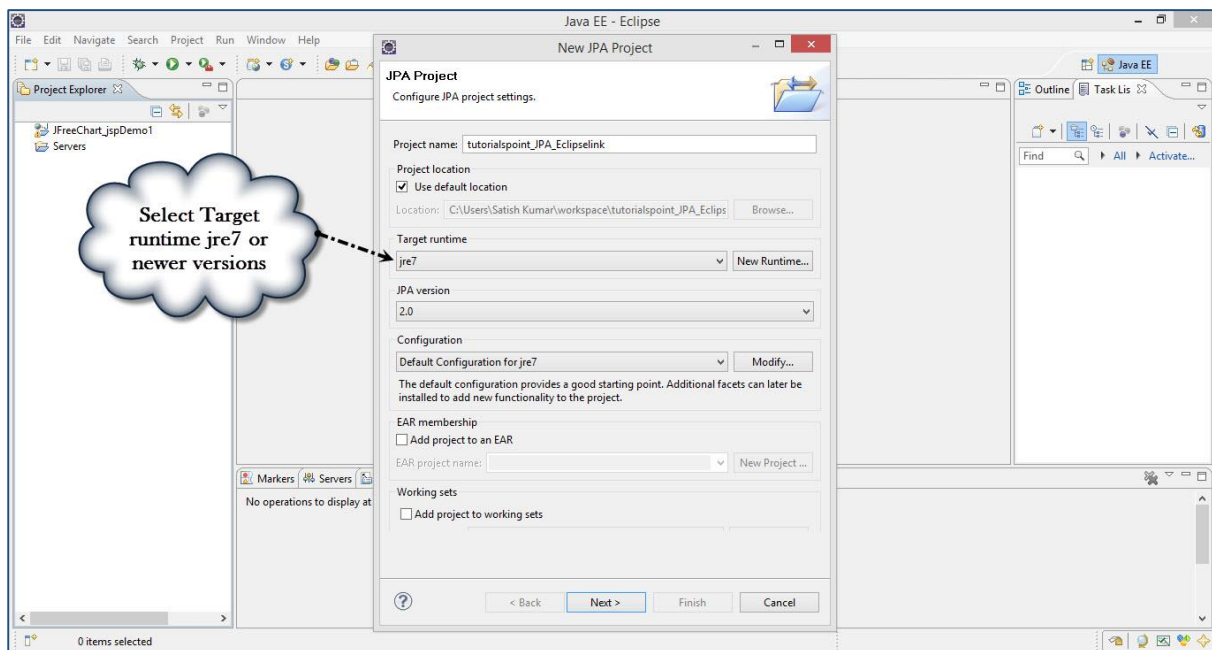 Java EE - Eclipse
File Edit Navigate Search Project Run Window Help
Java EE
Project Explorer
JFreeChart_jspDemo1
Servers
Select Target
runtime jre7 or
newer versions
New JPA Project
JPA Project
Configure JPA project settings.
Project name: tutorialspoint_JPA_Eclipselink
Project location
Use default location
Location: C:\Users\Satish Kumar\workspace\tutorialspoint_JPA_Eclips Browse...
Target runtime
jre7 New Runtime...
JPA version
2.0
Configuration
Default Configuration for jre7 Modify...
The default configuration provides a good starting point. Additional facets can later be
installed to add new functionality to the project.
EAR membership
Add project to an EAR
EAR project name: New Project ...
Working sets
Add project to working sets
< Back Next > Finish Cancel
Outline Task Lis
Find All Activate...
Markers Servers
No operations to display at
0 items selected